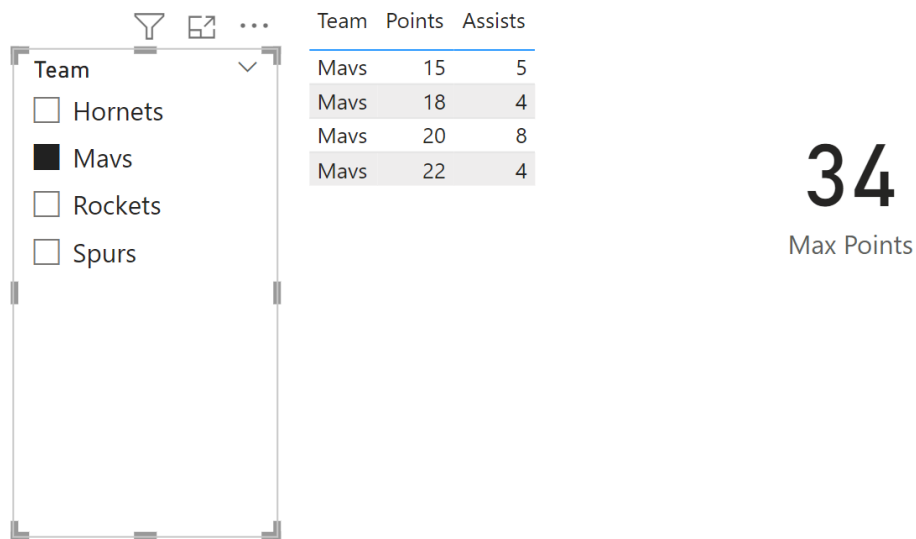 Team
Hornets
Mavs
Rockets
Spurs
Team Points Assists
Mavs 15 5
Mavs 18 4
Mavs 20 8
Mavs 22 4
34
Max Points